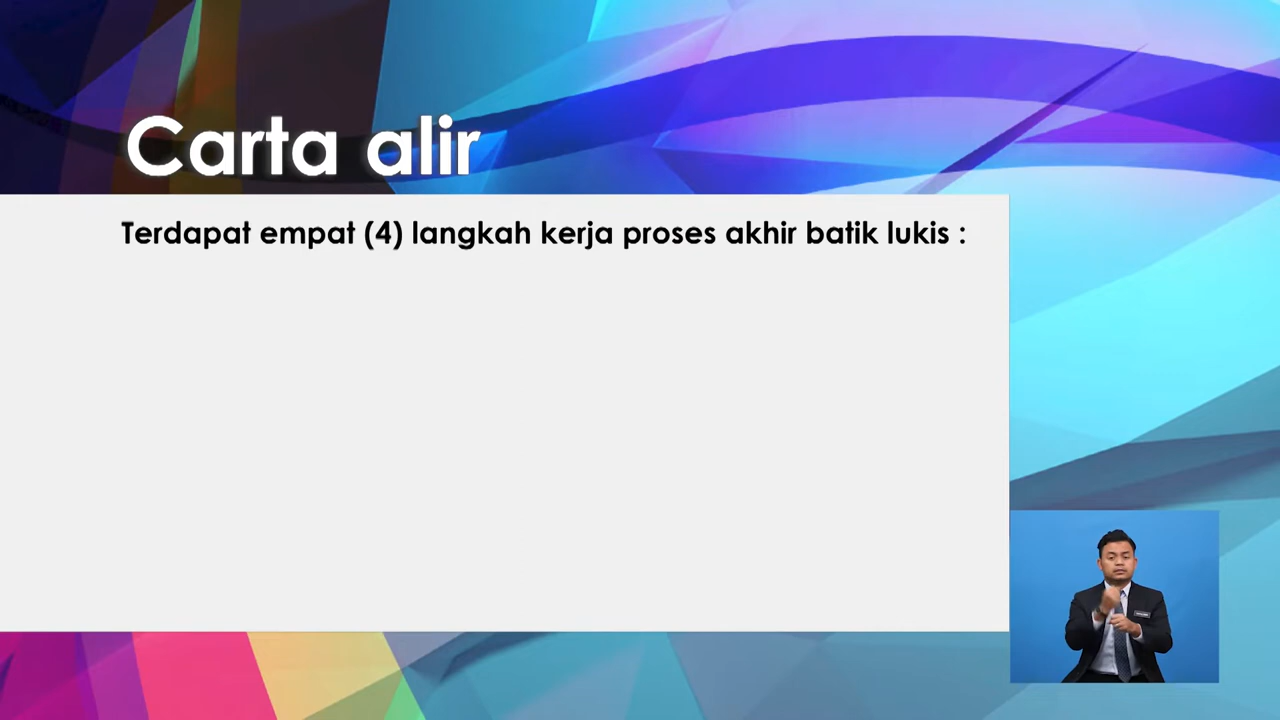 Carta alir
Terdapat empat (4) langkah kerja proses akhir batik lukis :